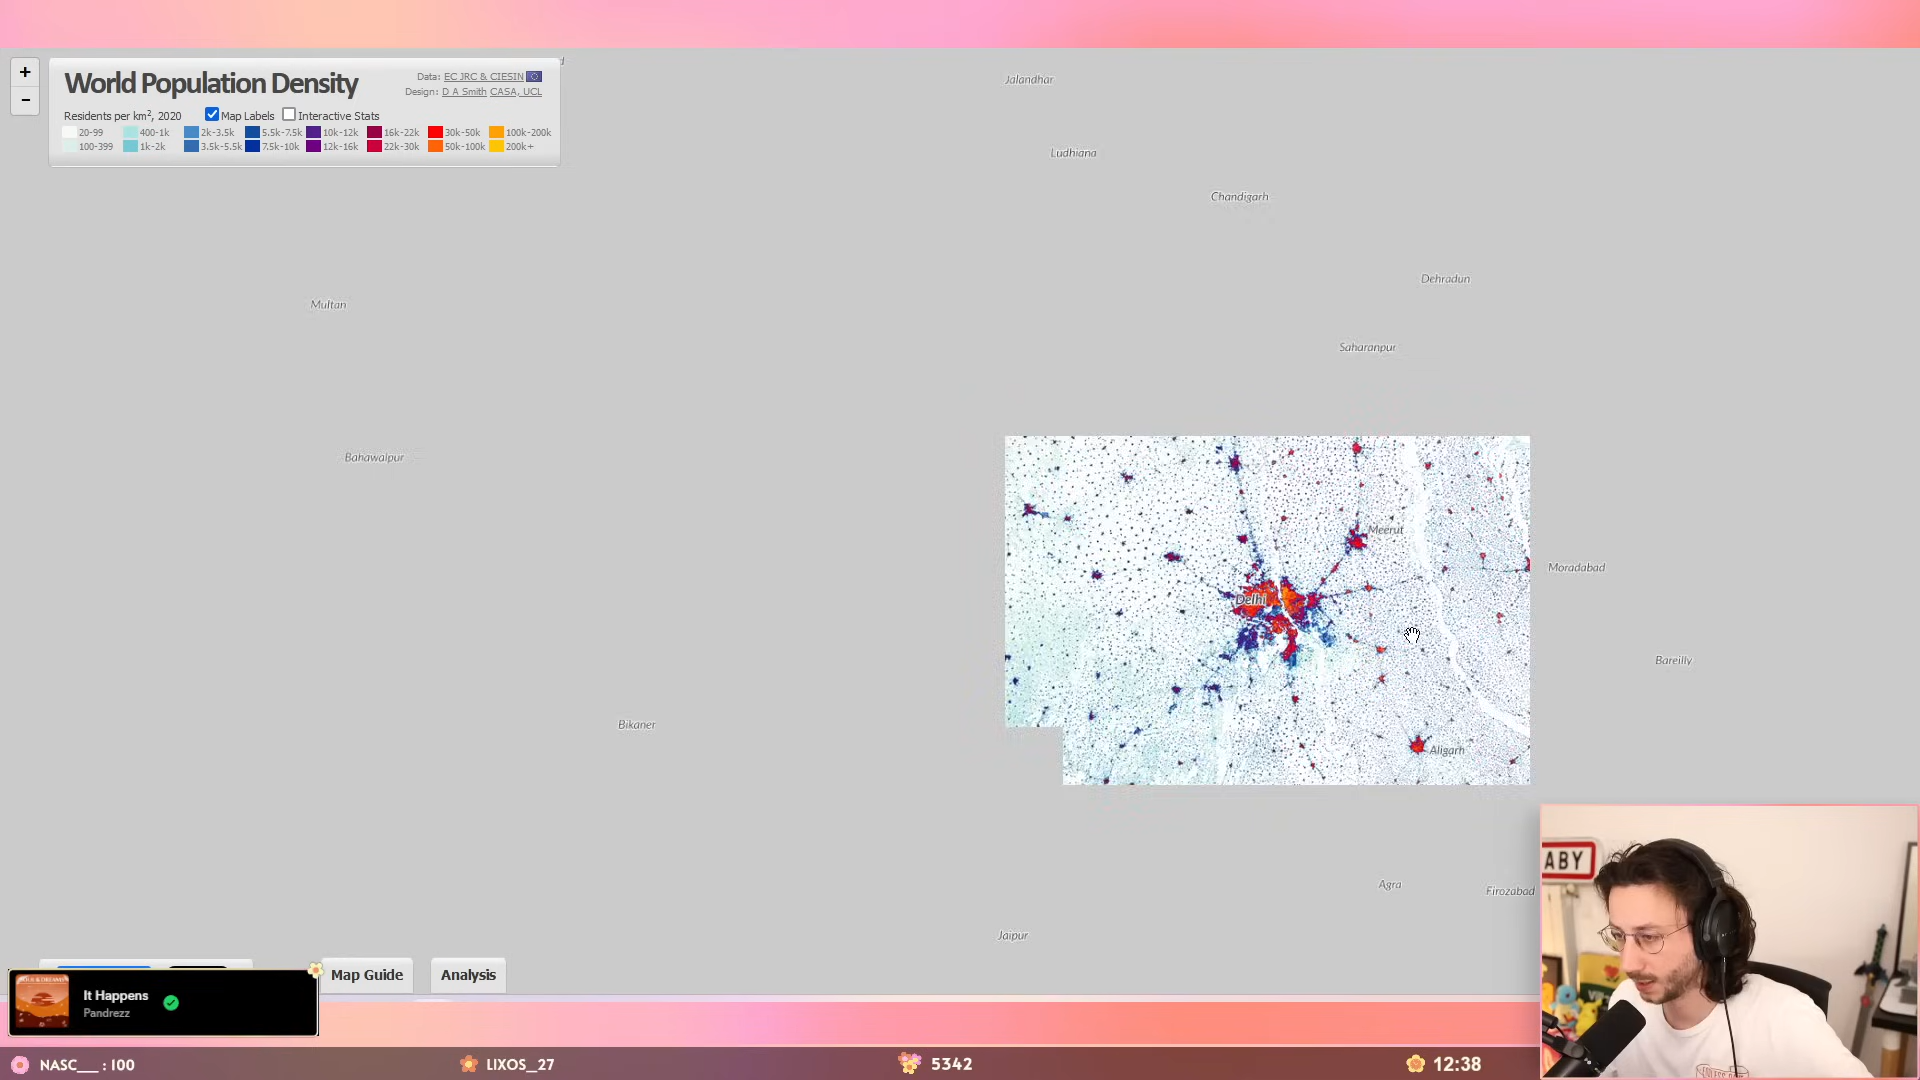 World Population Density
Data: EC JRC & CIESIN
Design: D A Smith CASA, UCL
Residents per km², 2020
Map Labels
Interactive Stats
20-99
400-1k
2k-3.5k
5.5k-7.5k
10k-12k
16k-22k
30k-50k
100k-200k
100-399
1k-2k
3.5k-5.5k
7.5k-10k
12k-16k
22k-30k
50k-100k
200k+
+
-
Jalandhar
Ludhiana
Chandigarh
Dehradun
Multan
Saharanpur
Bahawalpur
Meerut
Moradabad
Delhi
Bareilly
Bikaner
Aligarh
Agra
Firozabad
Jaipur
Map Guide
Analysis
It Happens
Pandrezz
ABY
NASC___ : 100
LIXOS_27
5342
12:38